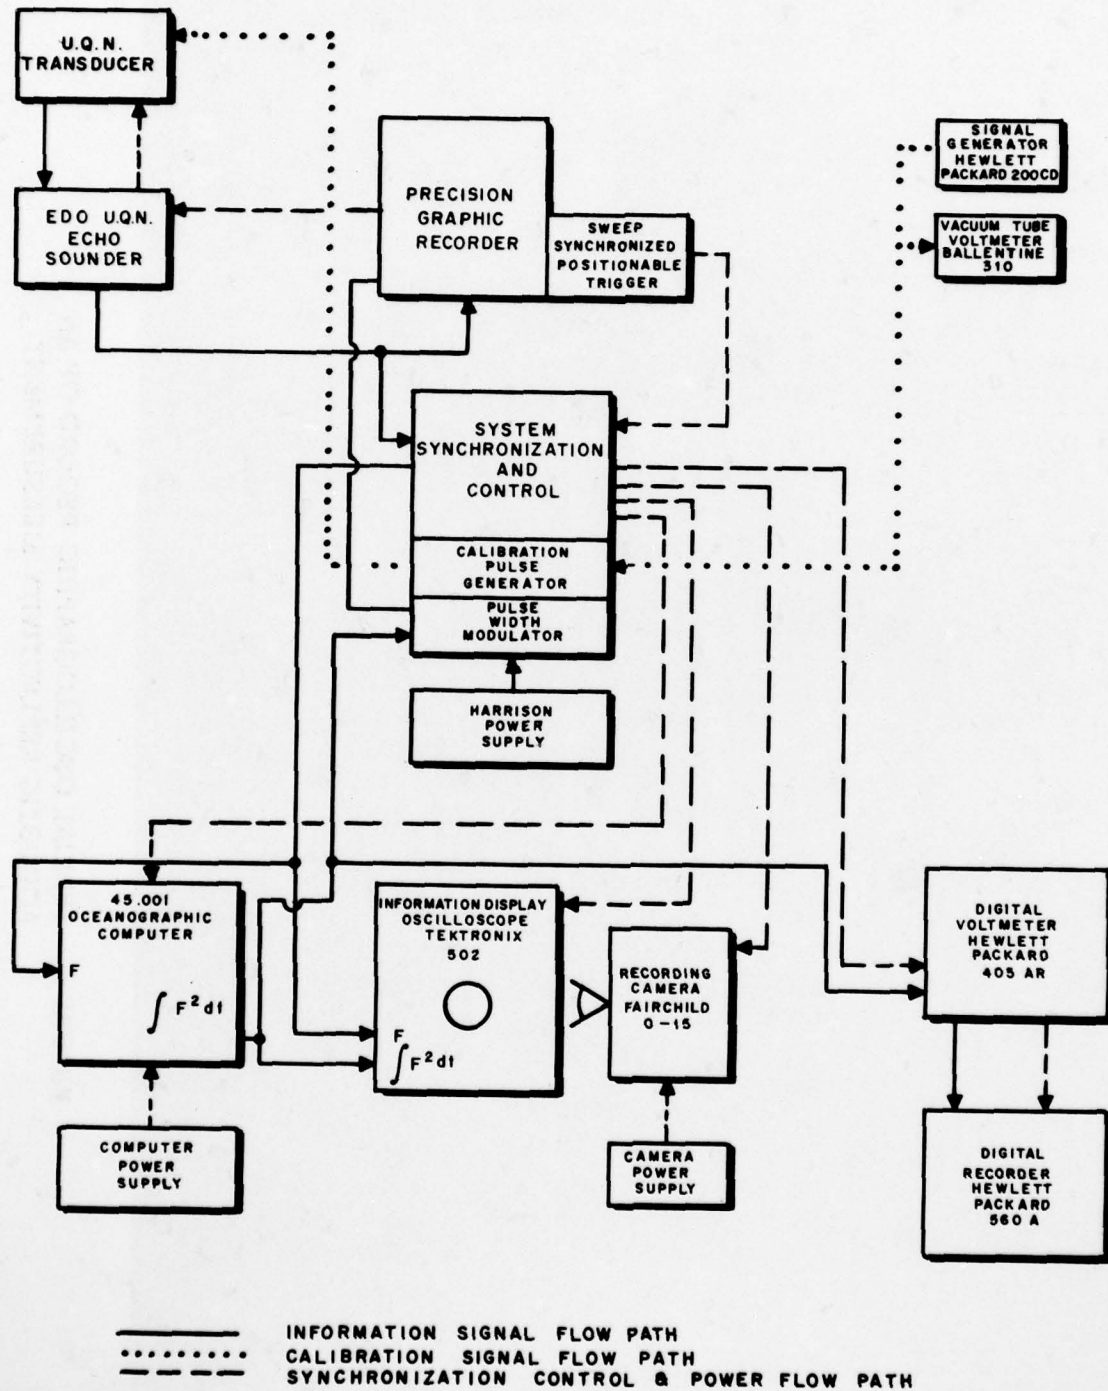 U.Q.N.
TRANSDUCER
EDO U.Q.N.
ECHO
SOUNDER
PRECISION
GRAPHIC
RECORDER
SWEEP
SYNCHRONIZED
POSITIONABLE
TRIGGER
SIGNAL
GENERATOR
HEWLETT
PACKARD 200CD
VACUUM TUBE
VOLTMETER
BALLENTINE
310
SYSTEM
SYNCHRONIZATION
AND
CONTROL
CALIBRATION
PULSE
GENERATOR
PULSE
WIDTH
MODULATOR
HARRISON
POWER
SUPPLY
45.001
OCEANOGRAPHIC
COMPUTER
F
∫ F² dt
INFORMATION DISPLAY
OSCILLOSCOPE
TEKTRONIX
502
F
∫ F² dt
RECORDING
CAMERA
FAIRCHILD
0-15
DIGITAL
VOLTMETER
HEWLETT
PACKARD
405 AR
COMPUTER
POWER
SUPPLY
CAMERA
POWER
SUPPLY
DIGITAL
RECORDER
HEWLETT
PACKARD
560 A
INFORMATION SIGNAL FLOW PATH
CALIBRATION SIGNAL FLOW PATH
SYNCHRONIZATION CONTROL & POWER FLOW PATH